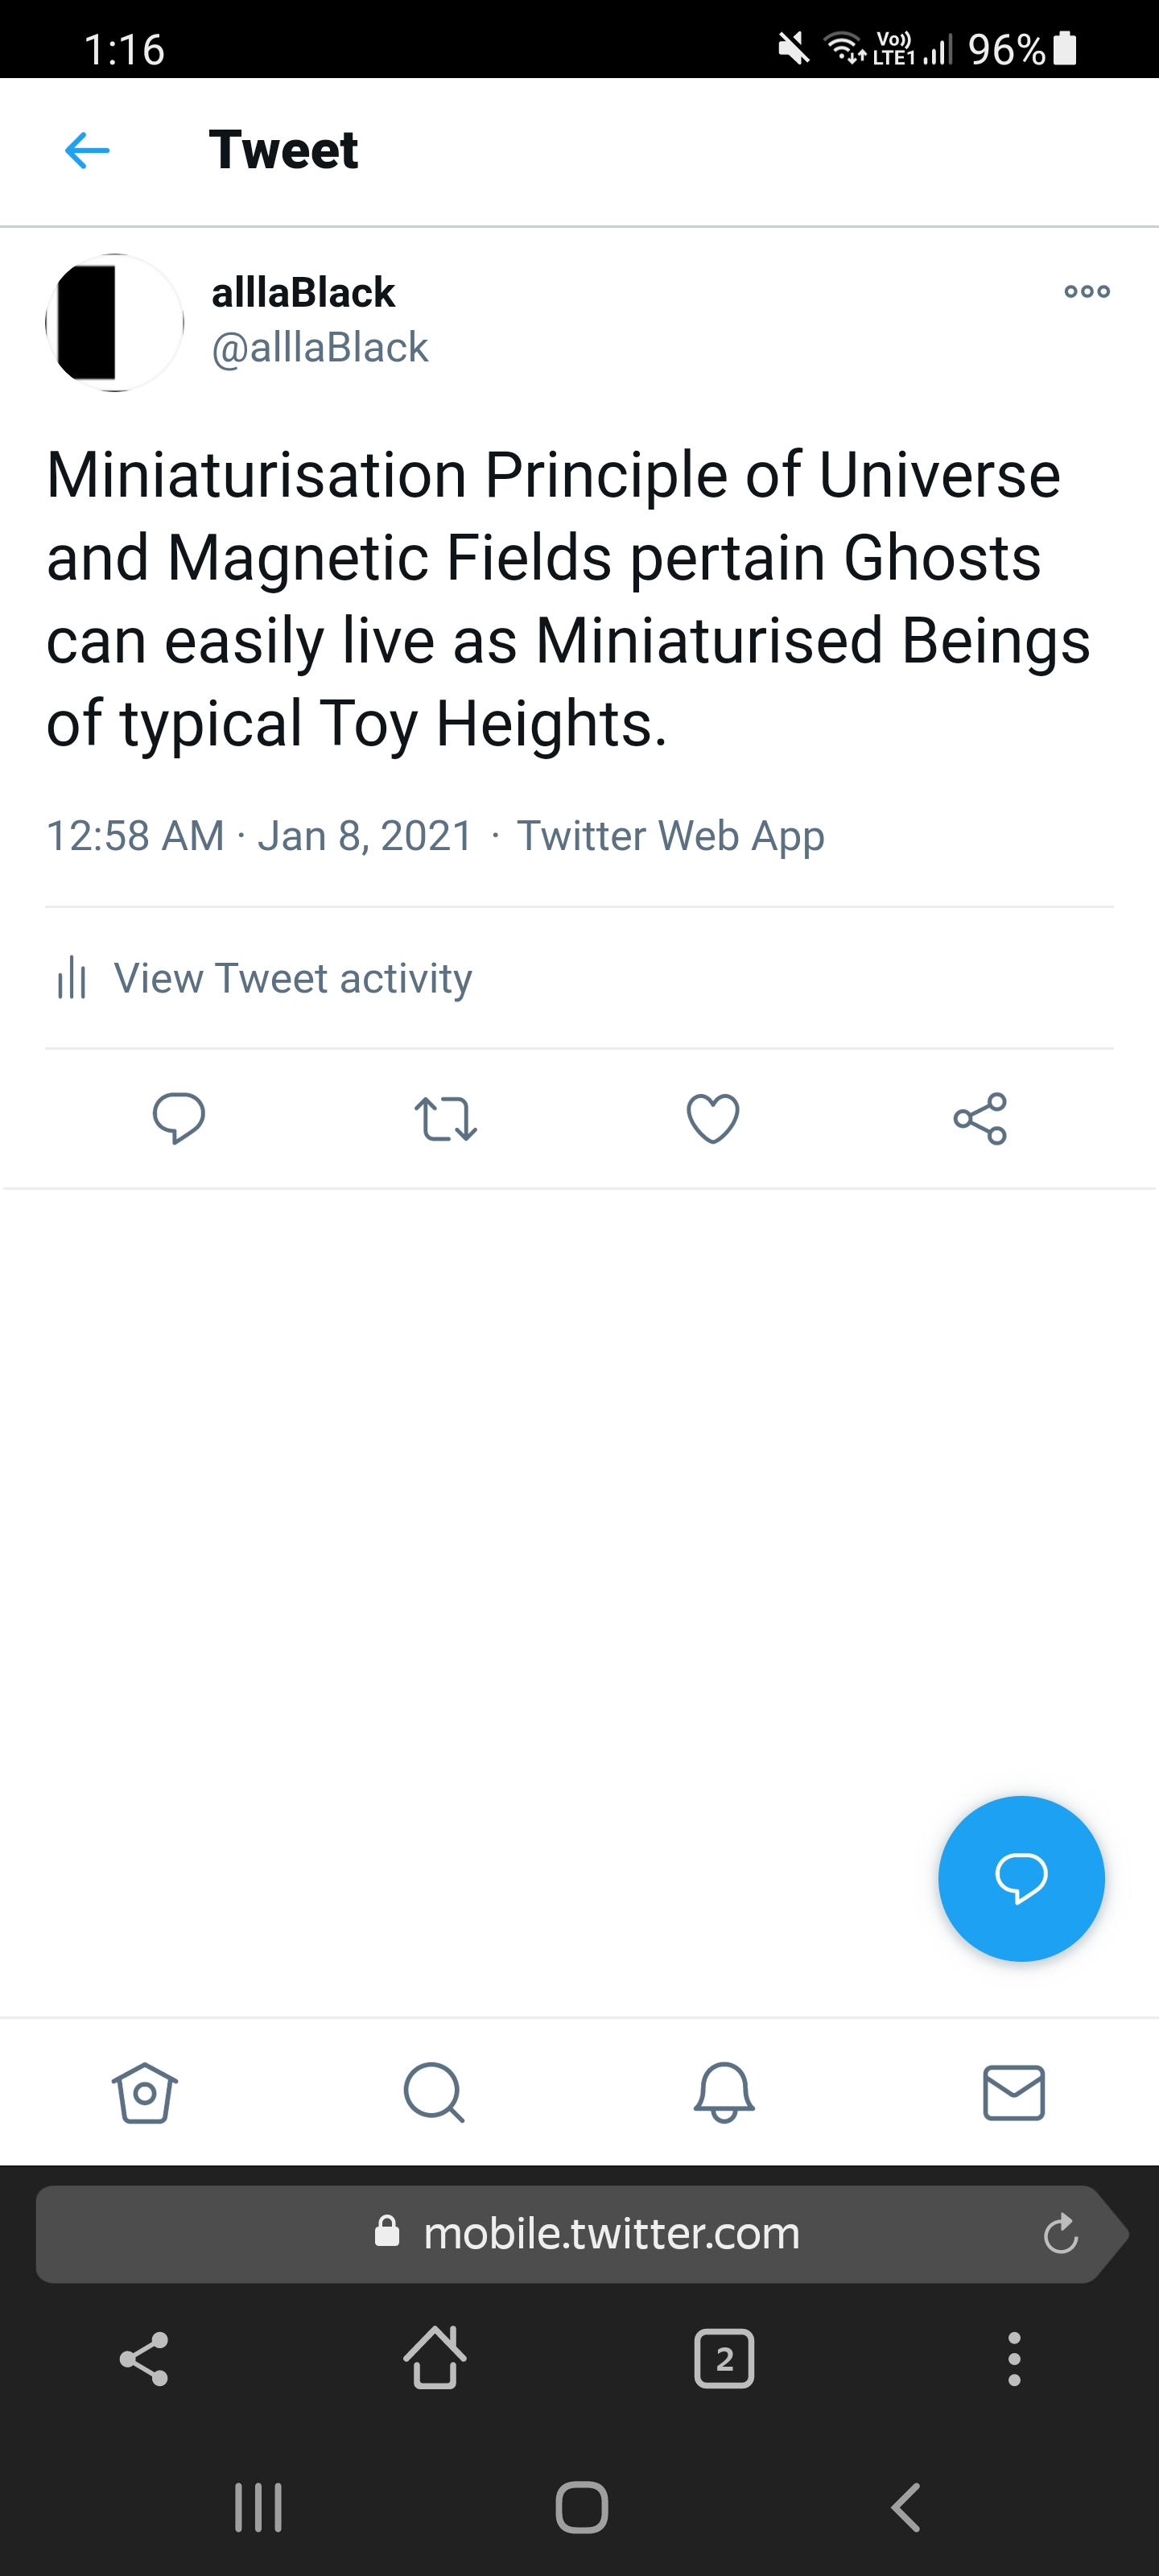 1:16
Vo)) LTE1 96%
Tweet
alllaBlack
@alllaBlack
Miniaturisation Principle of Universe
and Magnetic Fields pertain Ghosts
can easily live as Miniaturised Beings
of typical Toy Heights.
12:58 AM · Jan 8, 2021 · Twitter Web App
View Tweet activity
mobile.twitter.com
2